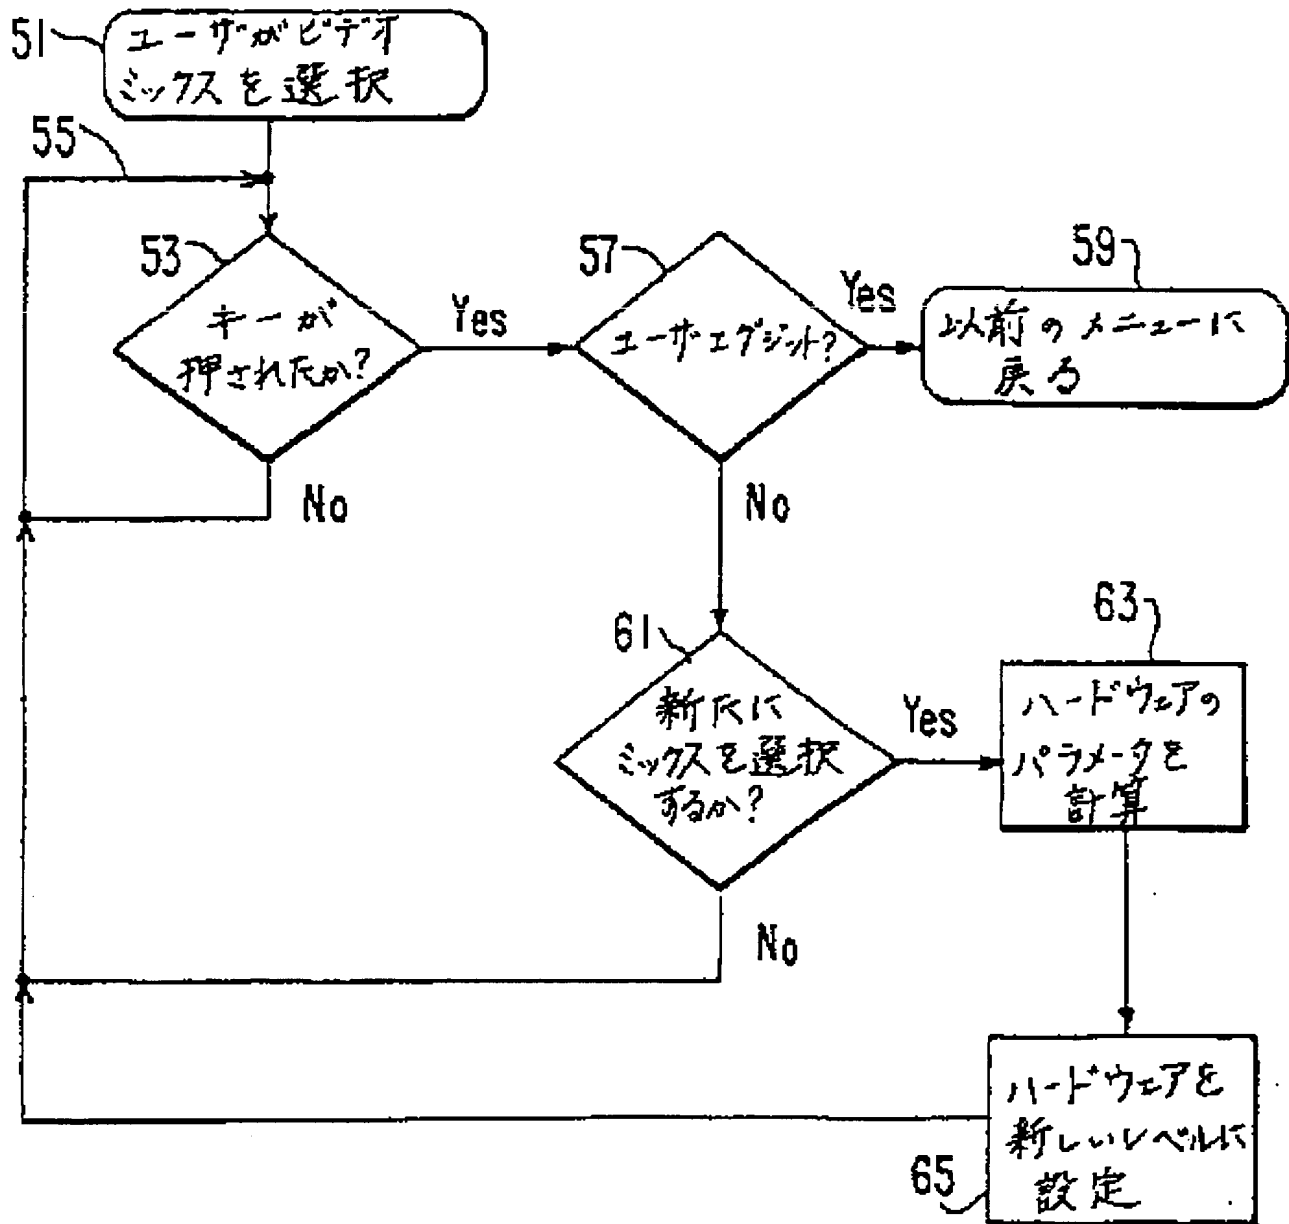 51
ユーザがビデオ
ミックスを選択
55
53
キーが
押されたか?
Yes
No
57
ユーザエグジット?
Yes
No
59
以前のメニューに
戻る
61
新たに
ミックスを選択
するか?
Yes
No
63
ハードウェアの
パラメータを
計算
ハードウェアを
新しいレベルに
設定
65